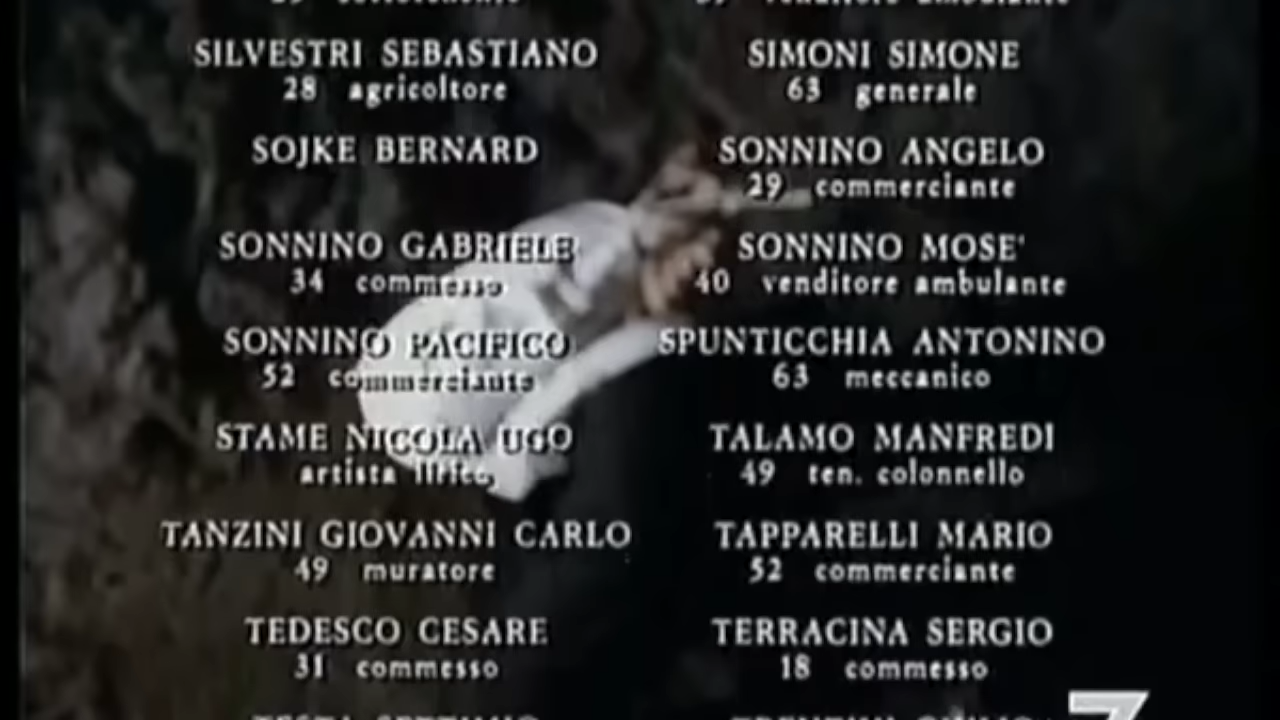 SILVESTRI SEBASTIANO
28 agricoltore
SIMONI SIMONE
63 generale
SOJKE BERNARD
SONNINO ANGELO
29 commerciante
SONNINO GABRIELE
34 commesso
SONNINO MOSE'
40 venditore ambulante
SONNINO PACIFICO
52 commerciante
SPUNTICCHIA ANTONINO
63 meccanico
STAME NICOLA UGO
artista lirico
TALAMO MANFREDI
49 ten. colonnello
TANZINI GIOVANNI CARLO
49 muratore
TAPPARELLI MARIO
52 commerciante
TEDESCO CESARE
31 commesso
TERRACINA SERGIO
18 commesso
7